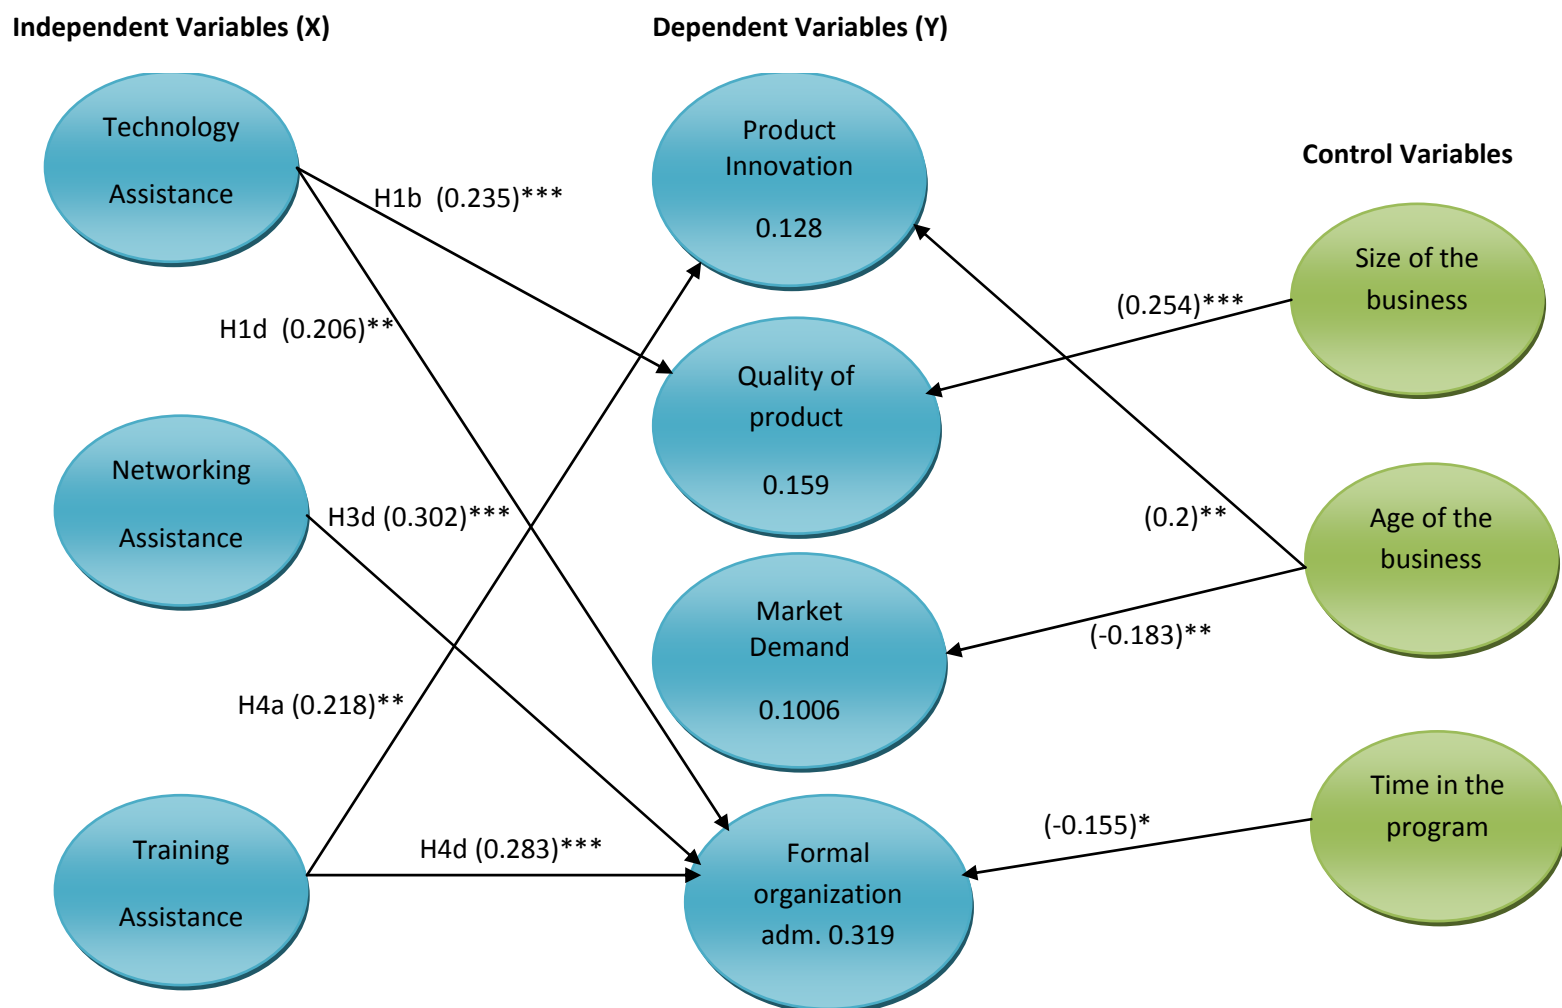 Independent Variables (X)
Dependent Variables (Y)
Control Variables
Technology
Assistance
Networking
Assistance
Training
Assistance
H1b  (0.235)***
H1d  (0.206)**
H3d (0.302)***
H4a (0.218)**
H4d (0.283)***
Product
Innovation
0.128
Quality of
product
0.159
Market
Demand
0.1006
Formal
organization
adm. 0.319
(0.254)***
(0.2)**
(-0.183)**
(-0.155)*
Size of the
business
Age of the
business
Time in the
program